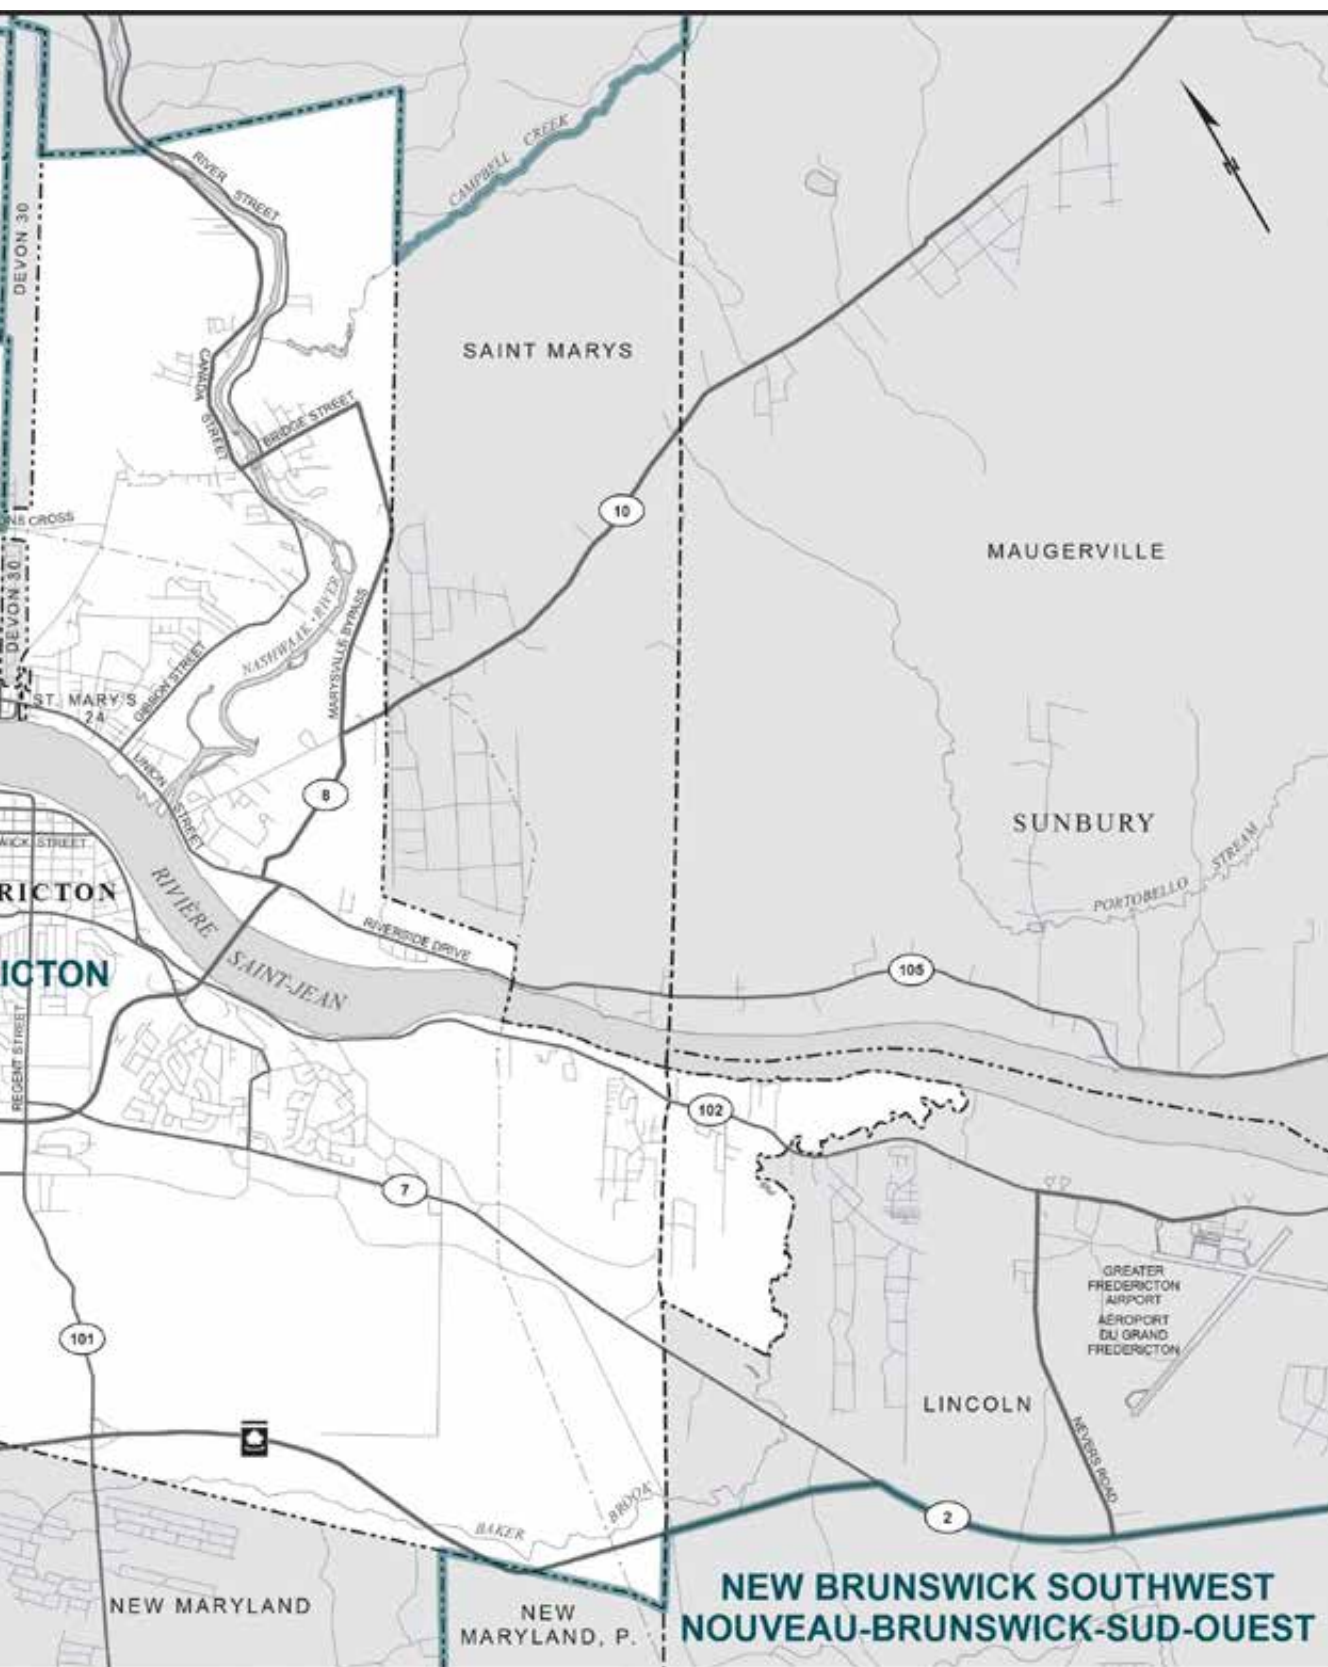 DEVON 30
RIVER STREET
CAMPBELL CREEK
N
SAINT MARYS
CANADA STREET
BRIDGE STREET
10
CROSS
MAUGERVILLE
DEVON 30
NASHWAAK RIVER
MARYSVILLE BYPASS
GIBSON STREET
ST. MARY'S
24
UNION STREET
8
SUNBURY
PORTOBELLO STREAM
WICK STREET
RICTON
RIVIÈRE SAINT-JEAN
RIVERSIDE DRIVE
105
ICTON
REGENT STREET
102
7
GREATER
FREDERICTON
AIRPORT
AÉROPORT
DU GRAND
FREDERICTON
101
LINCOLN
NEVERS ROAD
BAKER BROOK
2
NEW MARYLAND
NEW
MARYLAND, P.
NEW BRUNSWICK SOUTHWEST
NOUVEAU-BRUNSWICK-SUD-OUEST